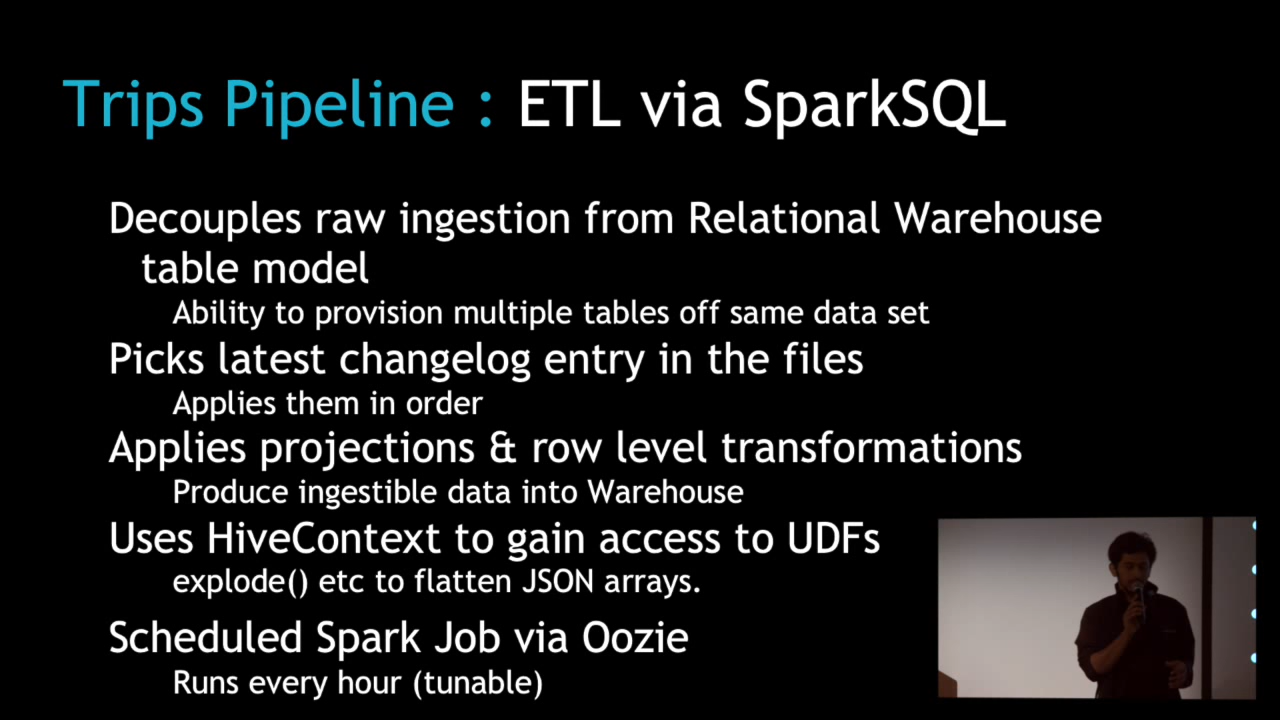 Trips Pipeline : ETL via SparkSQL
Decouples raw ingestion from Relational Warehouse
table model
Ability to provision multiple tables off same data set
Picks latest changelog entry in the files
Applies them in order
Applies projections & row level transformations
Produce ingestible data into Warehouse
Uses HiveContext to gain access to UDFs
explode() etc to flatten JSON arrays.
Scheduled Spark Job via Oozie
Runs every hour (tunable)